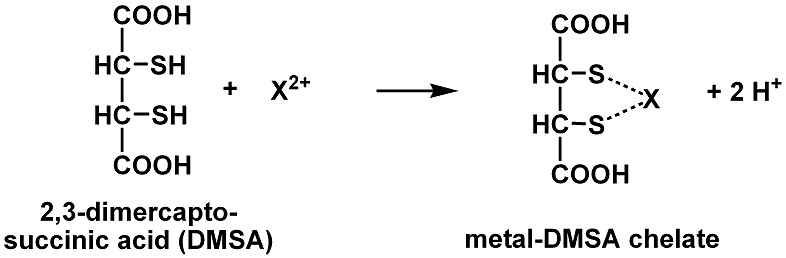 COOH
HC–SH
HC–SH
COOH
+
X²⁺
COOH
HC–S
X
HC–S
COOH
+ 2 H⁺
2,3-dimercapto-
succinic acid (DMSA)
metal-DMSA chelate